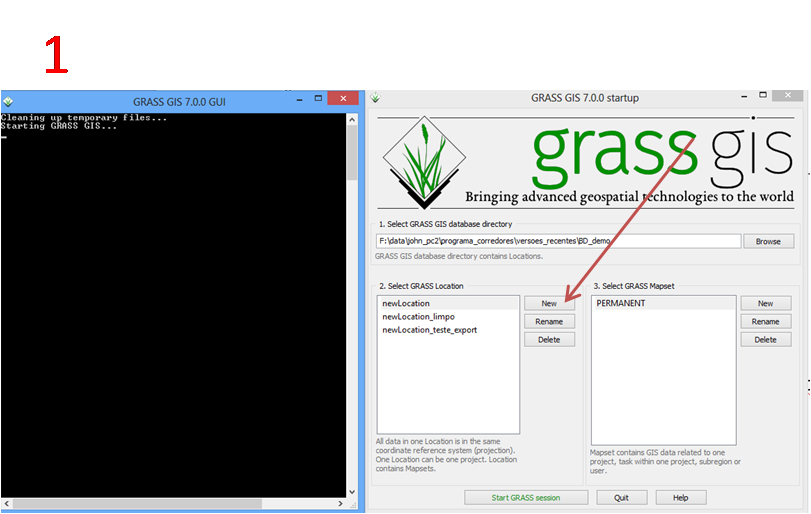 1
GRASS GIS 7.0.0 GUI
Cleaning up temporary files...
Starting GRASS GIS...
GRASS GIS 7.0.0 startup
grass gis
Bringing advanced geospatial technologies to the world
1. Select GRASS GIS database directory
F:\data\john_pc2\programa_corredores\versoes_recentes\BD_demo
Browse
GRASS GIS database directory contains Locations.
2. Select GRASS Location
newLocation
newLocation_limpo
newLocation_teste_export
New
Rename
Delete
All data in one Location is in the same
coordinate reference system (projection).
One Location can be one project. Location
contains Mapsets.
3. Select GRASS Mapset
PERMANENT
New
Rename
Delete
Mapset contains GIS data related to one
project, task within one project, subregion or
user.
Start GRASS session
Quit
Help